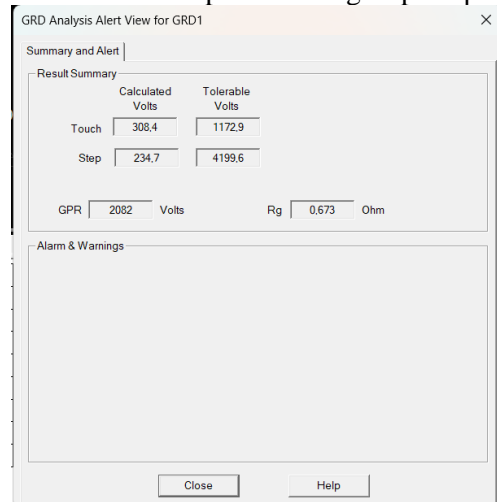 GRD Analysis Alert View for GRD1
Summary and Alert
Result Summary
Calculated Volts
Tolerable Volts
Touch 308,4 1172,9
Step 234,7 4199,6
GPR 2082 Volts Rg 0,673 Ohm
Alarm & Warnings
Close Help